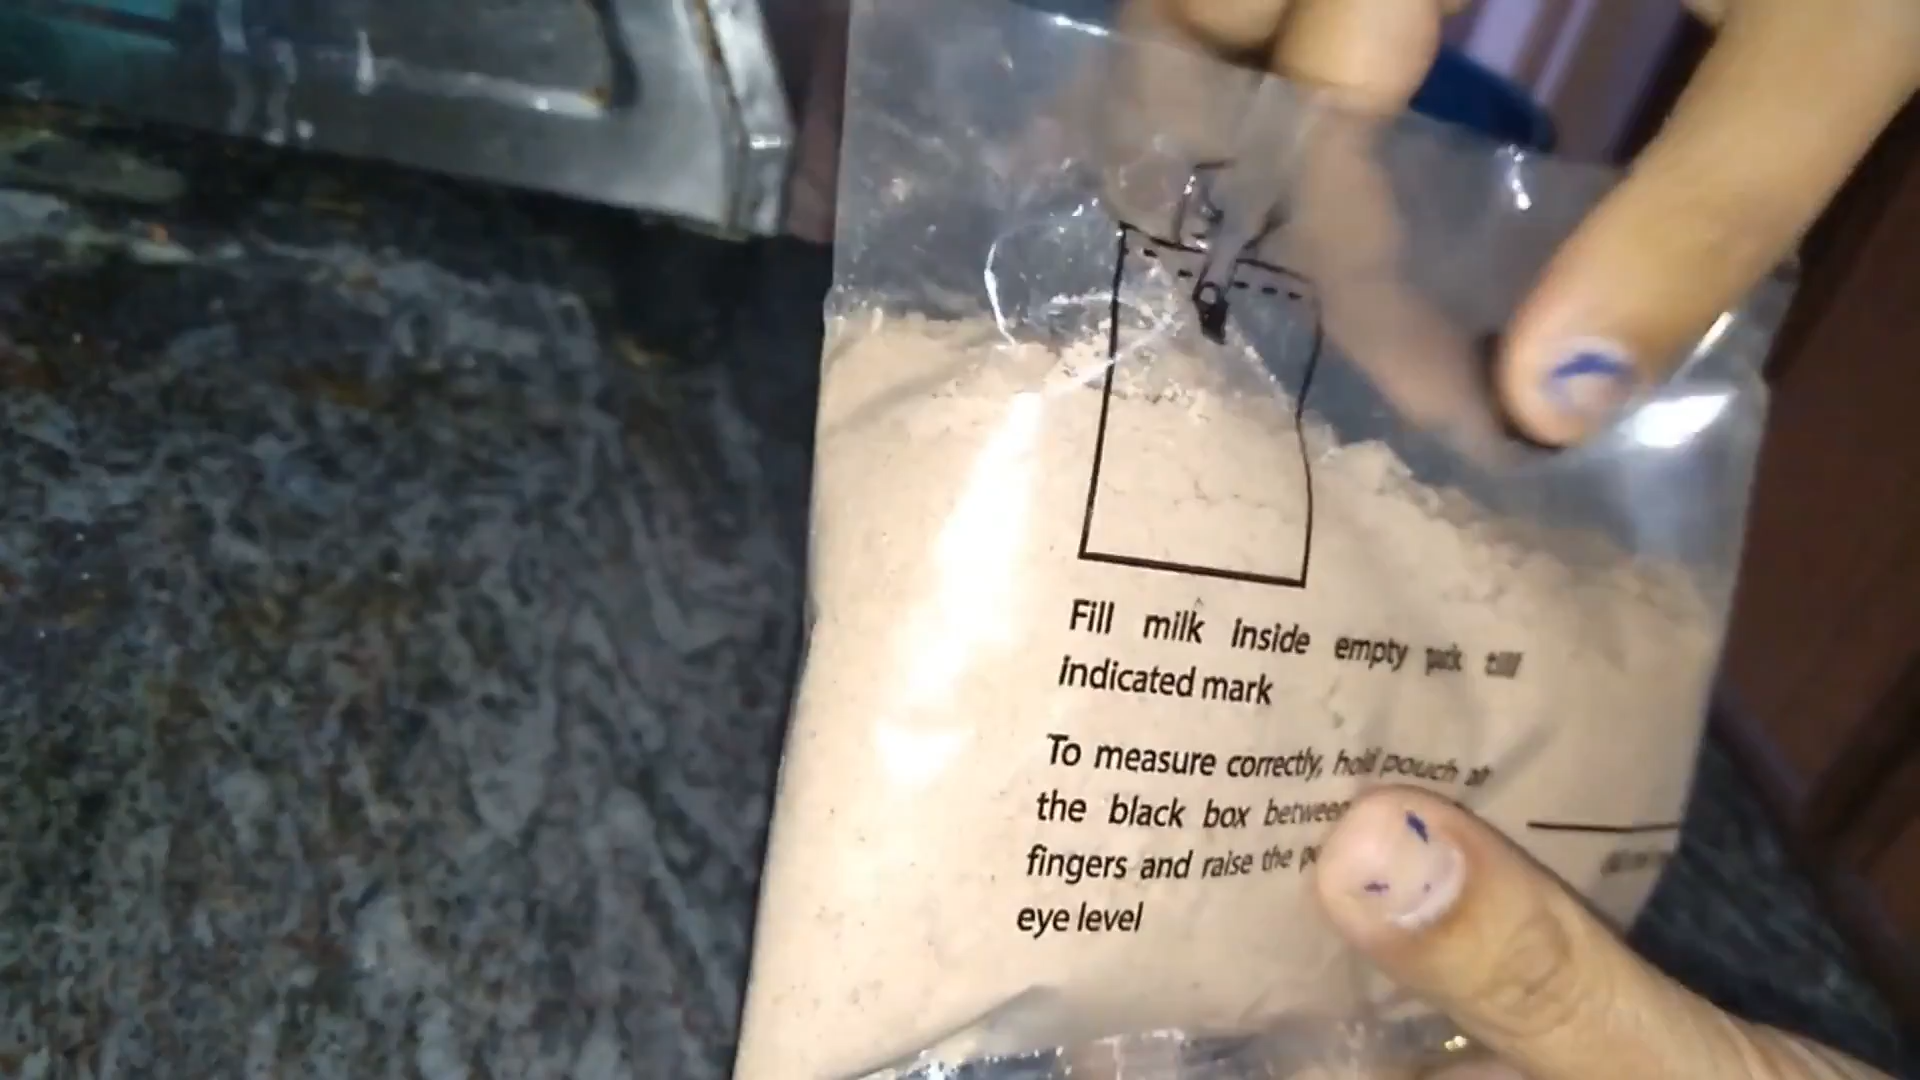 Fill milk inside empty pack till
indicated mark
To measure correctly, hold pouch at
the black box between
fingers and raise the
eye level